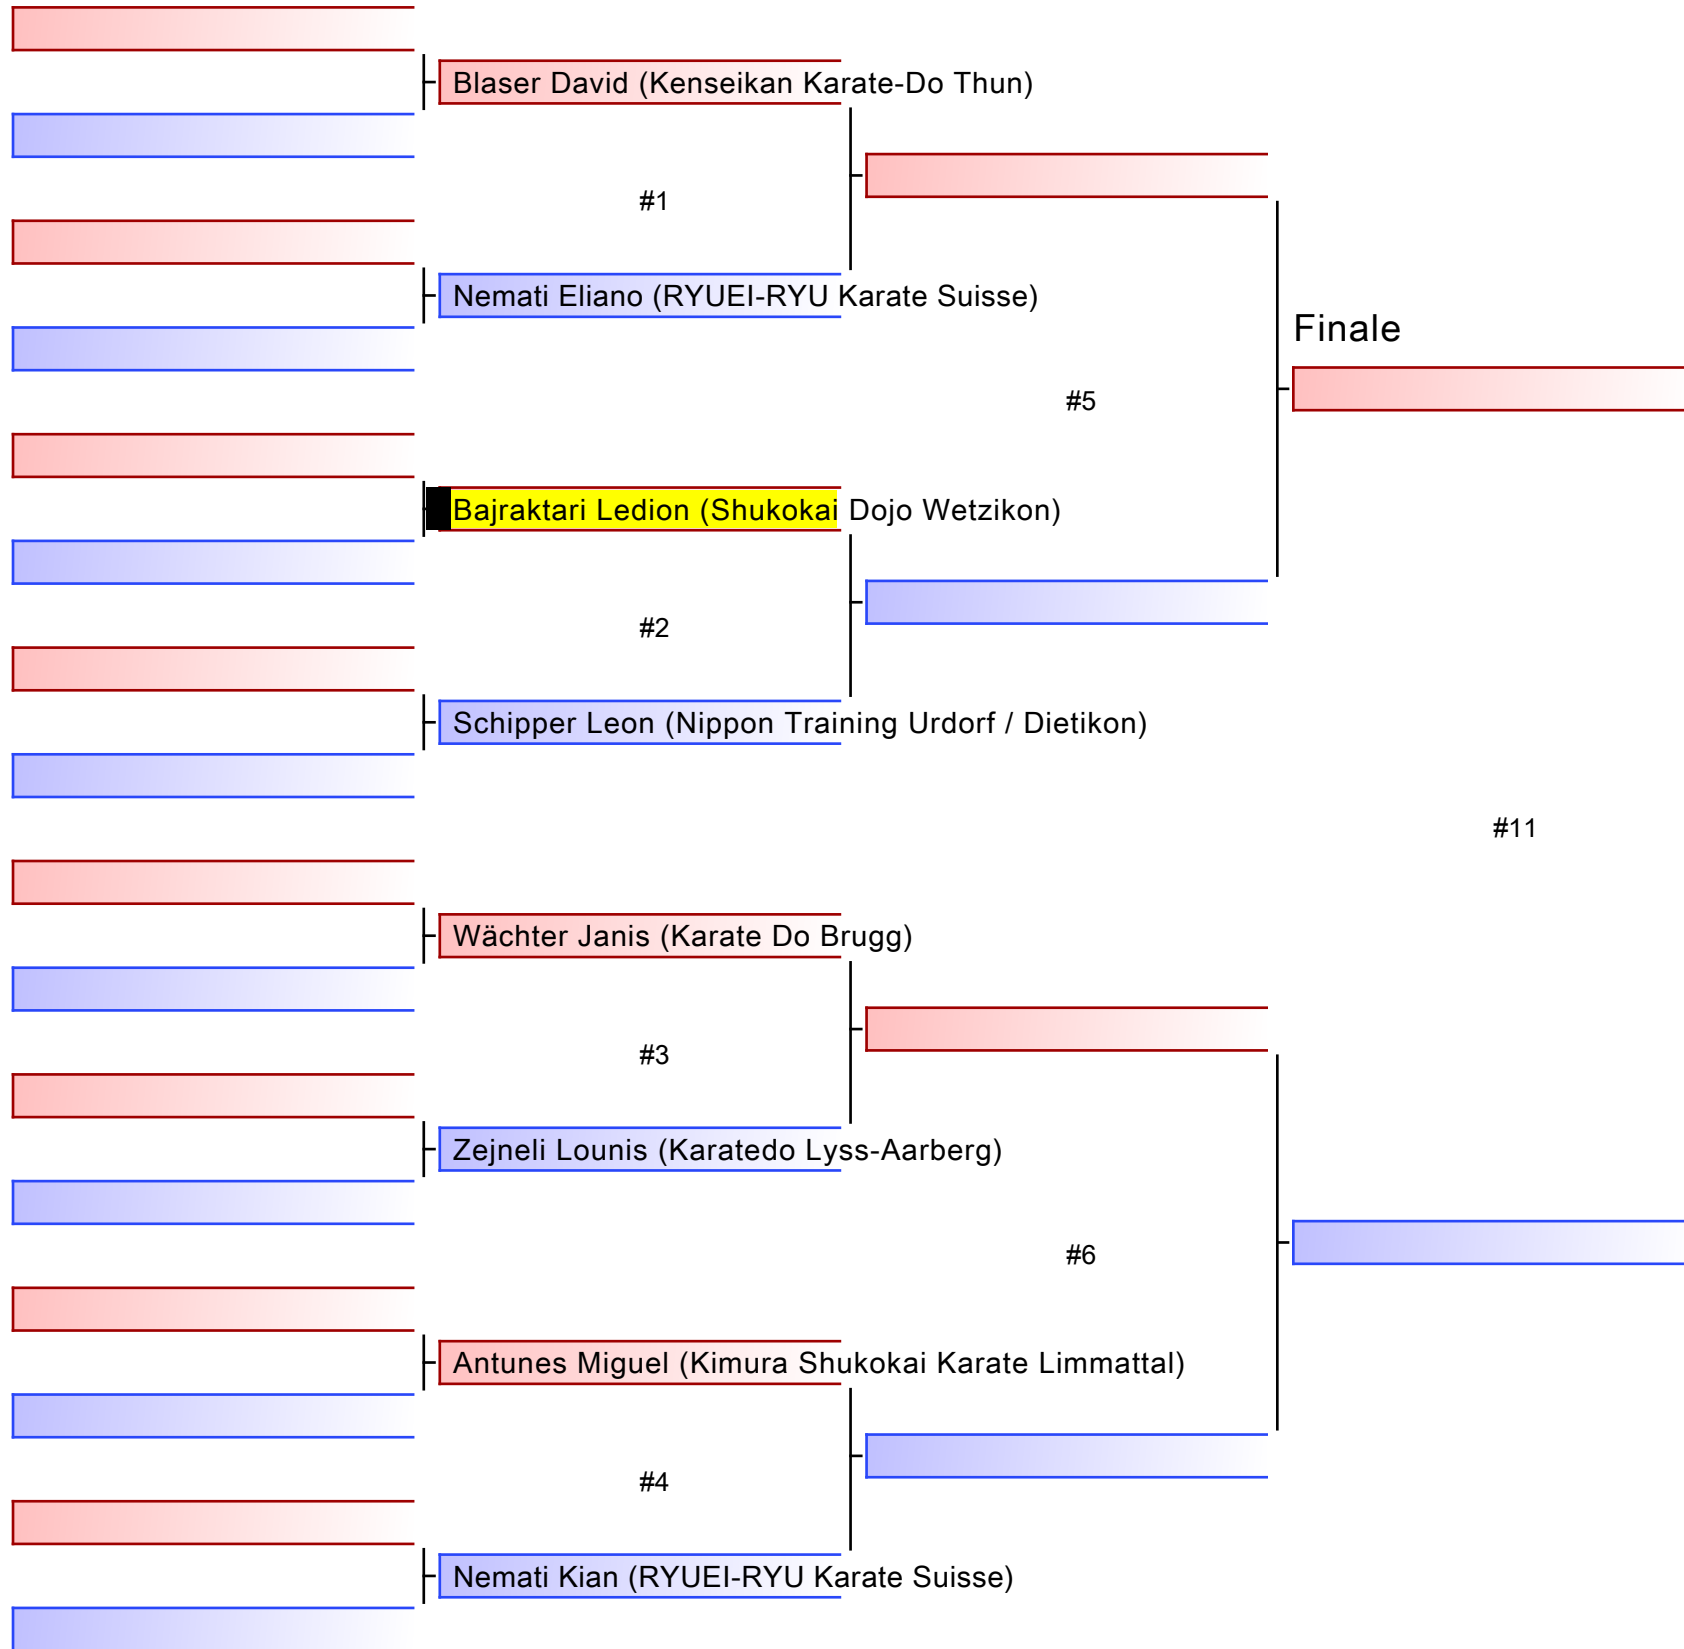 Blaser David (Kenseikan Karate-Do Thun)
#1
Nemati Eliano (RYUEI-RYU Karate Suisse)
Finale
#5
Bajraktari Ledion (Shukokai Dojo Wetzikon)
#2
Schipper Leon (Nippon Training Urdorf / Dietikon)
#11
Wächter Janis (Karate Do Brugg)
#3
Zejneli Lounis (Karatedo Lyss-Aarberg)
#6
Antunes Miguel (Kimura Shukokai Karate Limmattal)
#4
Nemati Kian (RYUEI-RYU Karate Suisse)